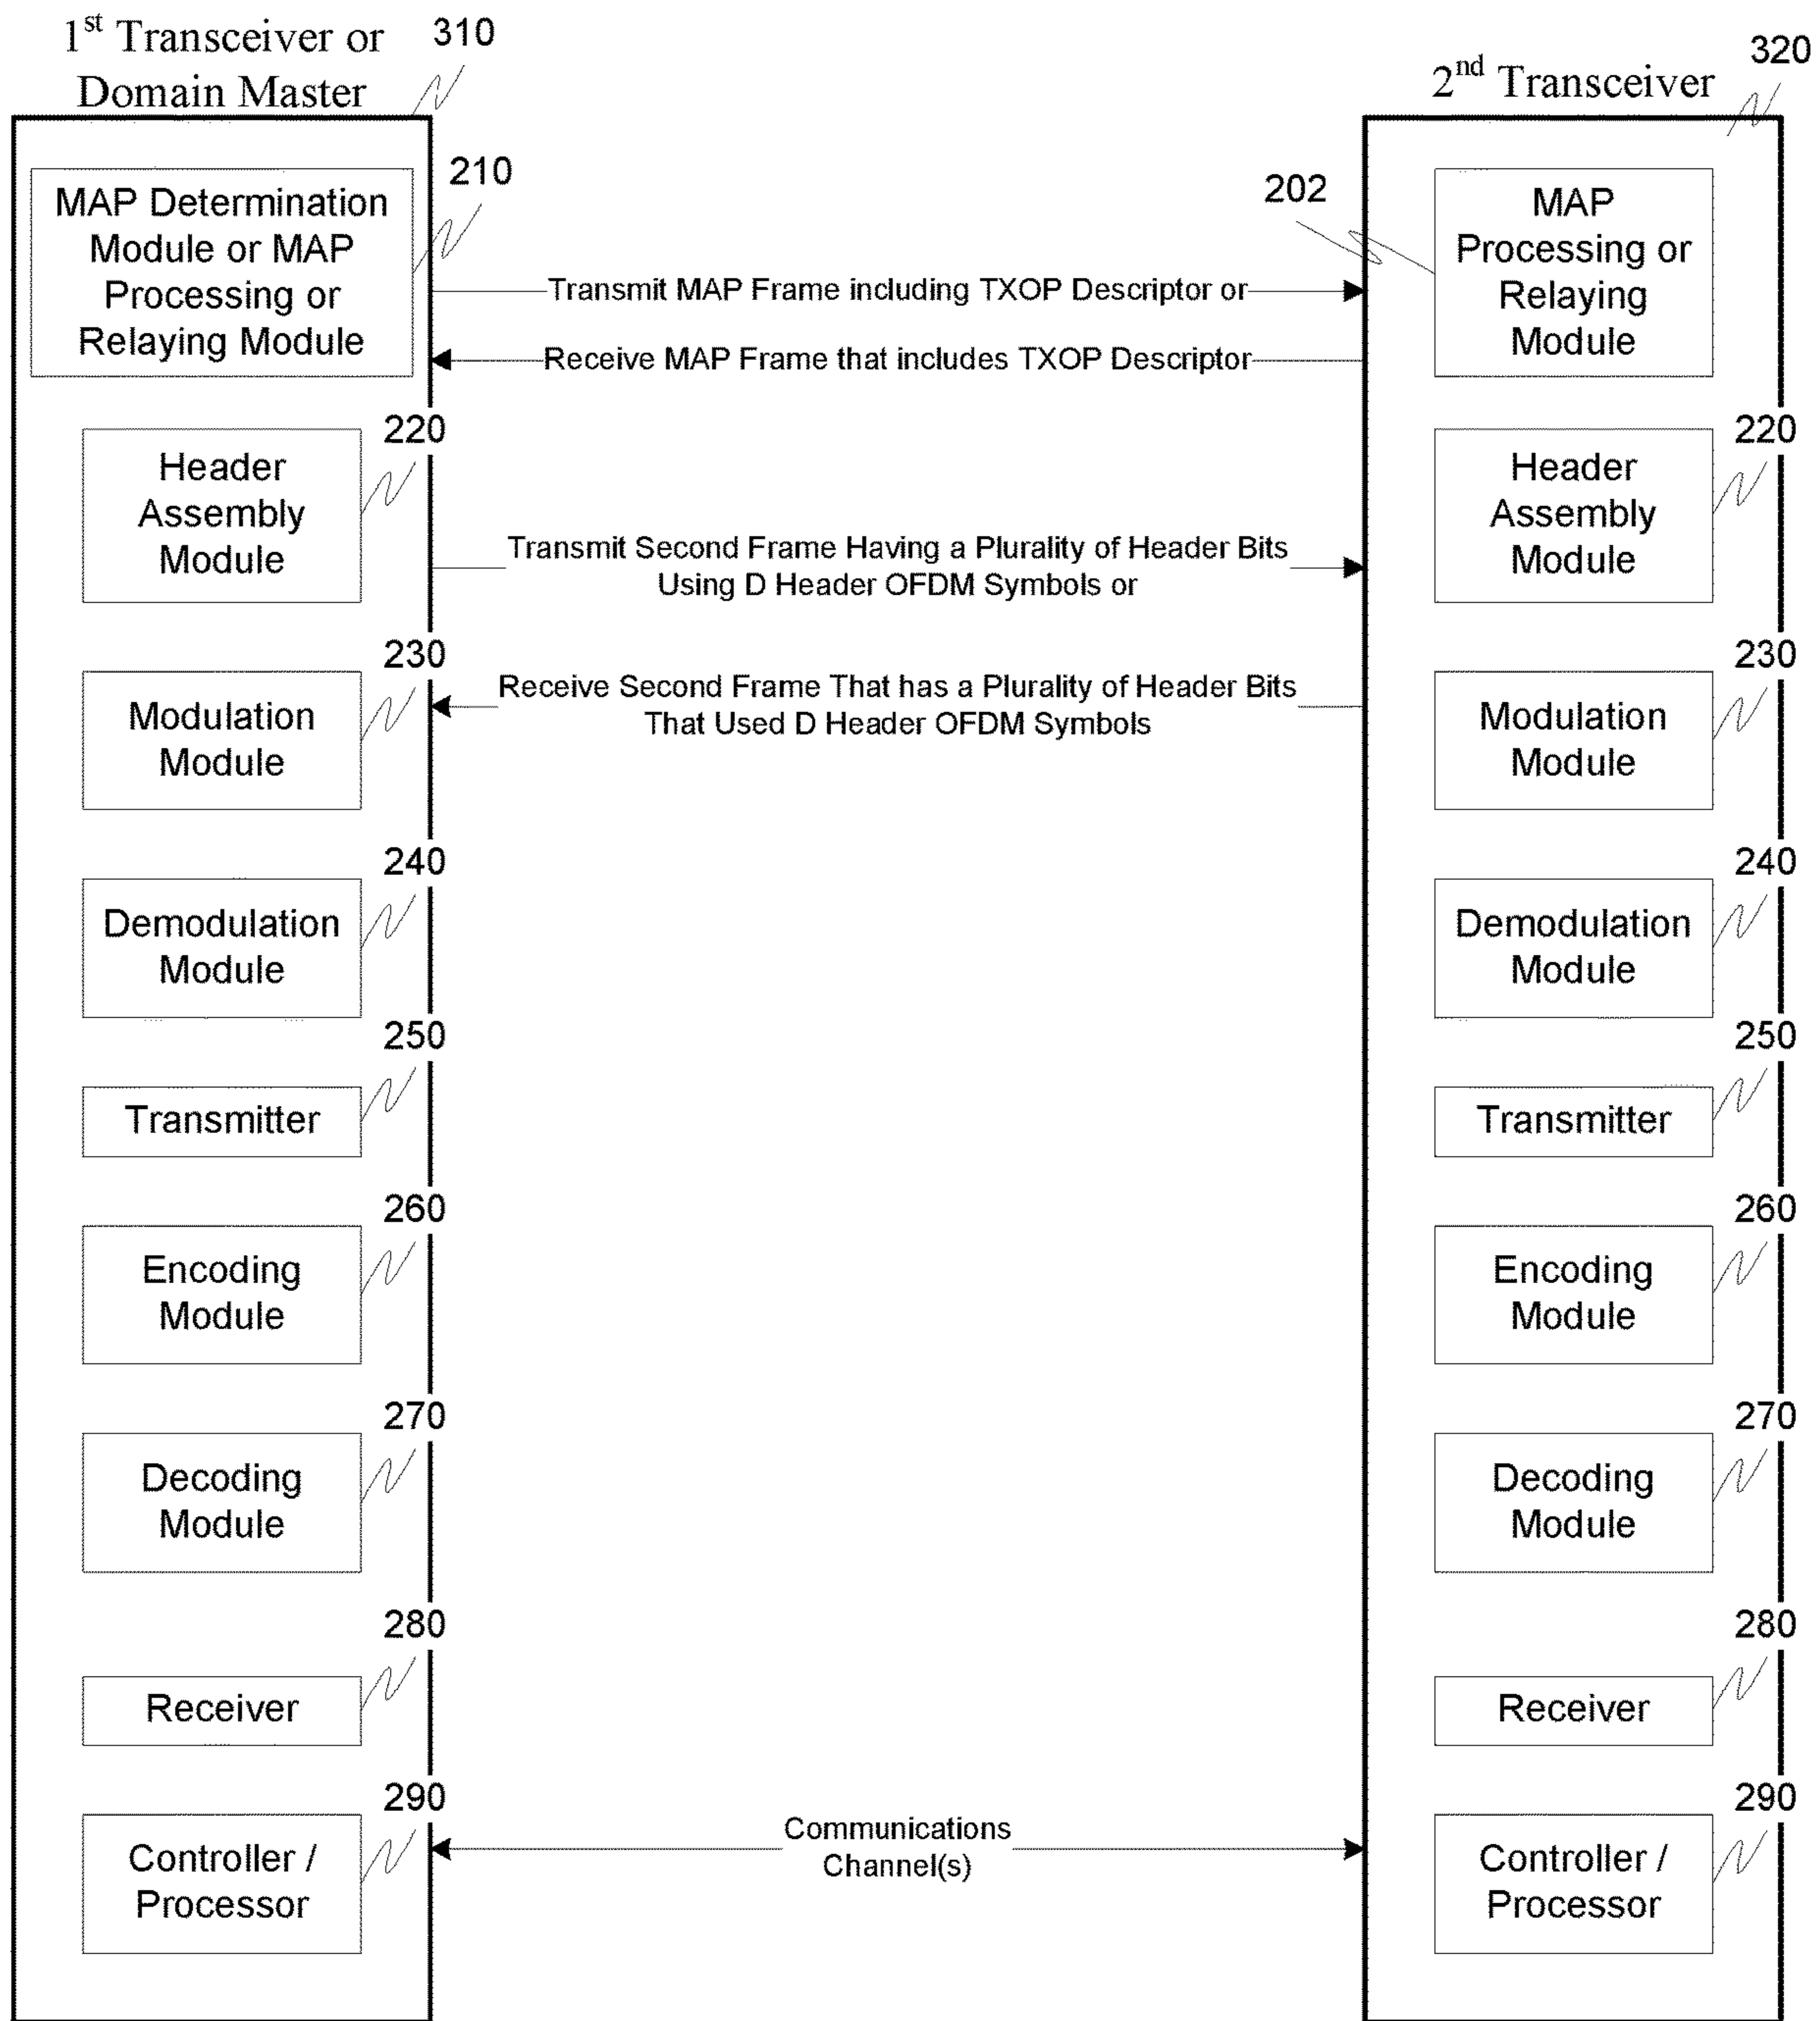 1st Transceiver or
Domain Master
310
2nd Transceiver
320
MAP Determination
Module or MAP
Processing or
Relaying Module
210
202
MAP
Processing or
Relaying
Module
Transmit MAP Frame including TXOP Descriptor or
Receive MAP Frame that includes TXOP Descriptor
220
Header
Assembly
Module
220
Header
Assembly
Module
Transmit Second Frame Having a Plurality of Header Bits
Using D Header OFDM Symbols or
230
Modulation
Module
Receive Second Frame That has a Plurality of Header Bits
That Used D Header OFDM Symbols
230
Modulation
Module
240
Demodulation
Module
240
Demodulation
Module
250
Transmitter
250
Transmitter
260
Encoding
Module
260
Encoding
Module
270
Decoding
Module
270
Decoding
Module
280
Receiver
280
Receiver
290
Controller /
Processor
Communications
Channel(s)
290
Controller /
Processor